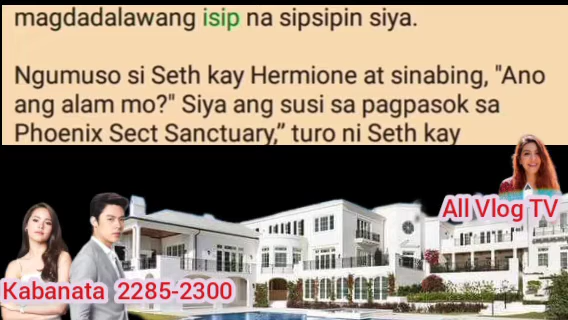 magdadalawang isip na sipsipin siya.
Ngumuso si Seth kay Hermione at sinabing, "Ano
ang alam mo?" Siya ang susi sa pagpasok sa
Phoenix Sect Sanctuary,” turo ni Seth kay
All Vlog TV
Kabanata 2285-2300